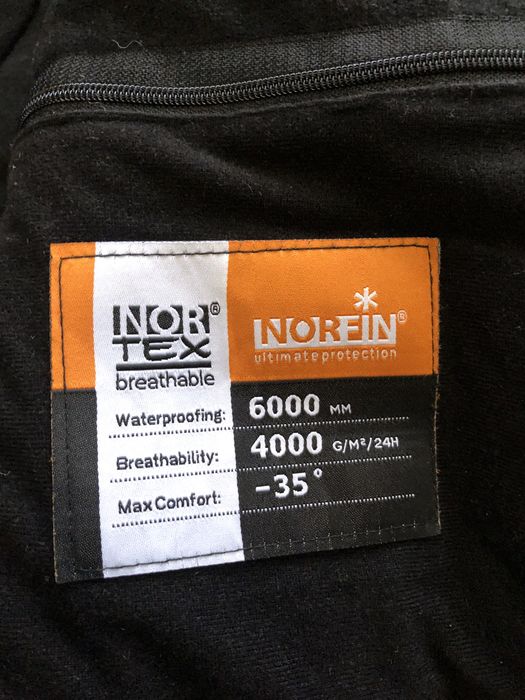 NOR®
TEX
breathable
NORFIN®
ultimate protection
Waterproofing: 6000 MM
Breathability: 4000 G/M²/24H
Max Comfort: -35°